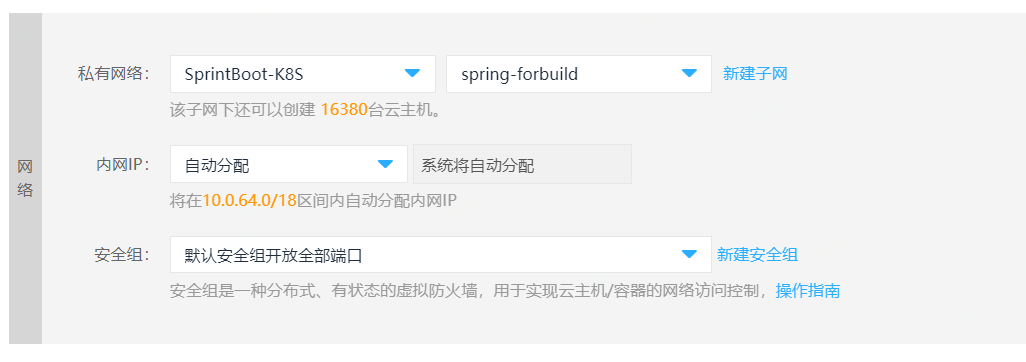 网络
私有网络： SprintBoot-K8S spring-forbuild 新建子网
该子网下还可以创建 16380台云主机。
内网IP： 自动分配 系统将自动分配
将在10.0.64.0/18区间内自动分配内网IP
安全组： 默认安全组开放全部端口 新建安全组
安全组是一种分布式、有状态的虚拟防火墙，用于实现云主机/容器的网络访问控制，操作指南